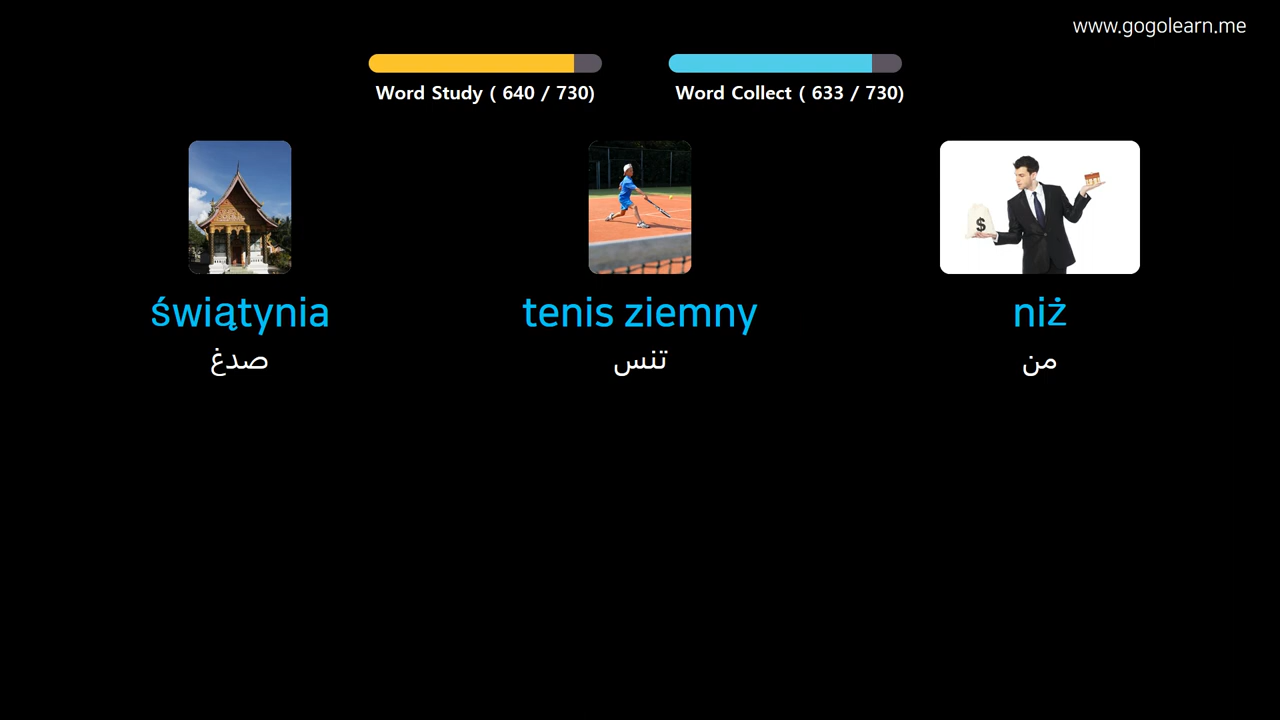 www.gogolearn.me
Word Study ( 640 / 730)
Word Collect ( 633 / 730)
$
świątynia
tenis ziemny
niż
صدغ
تنس
من